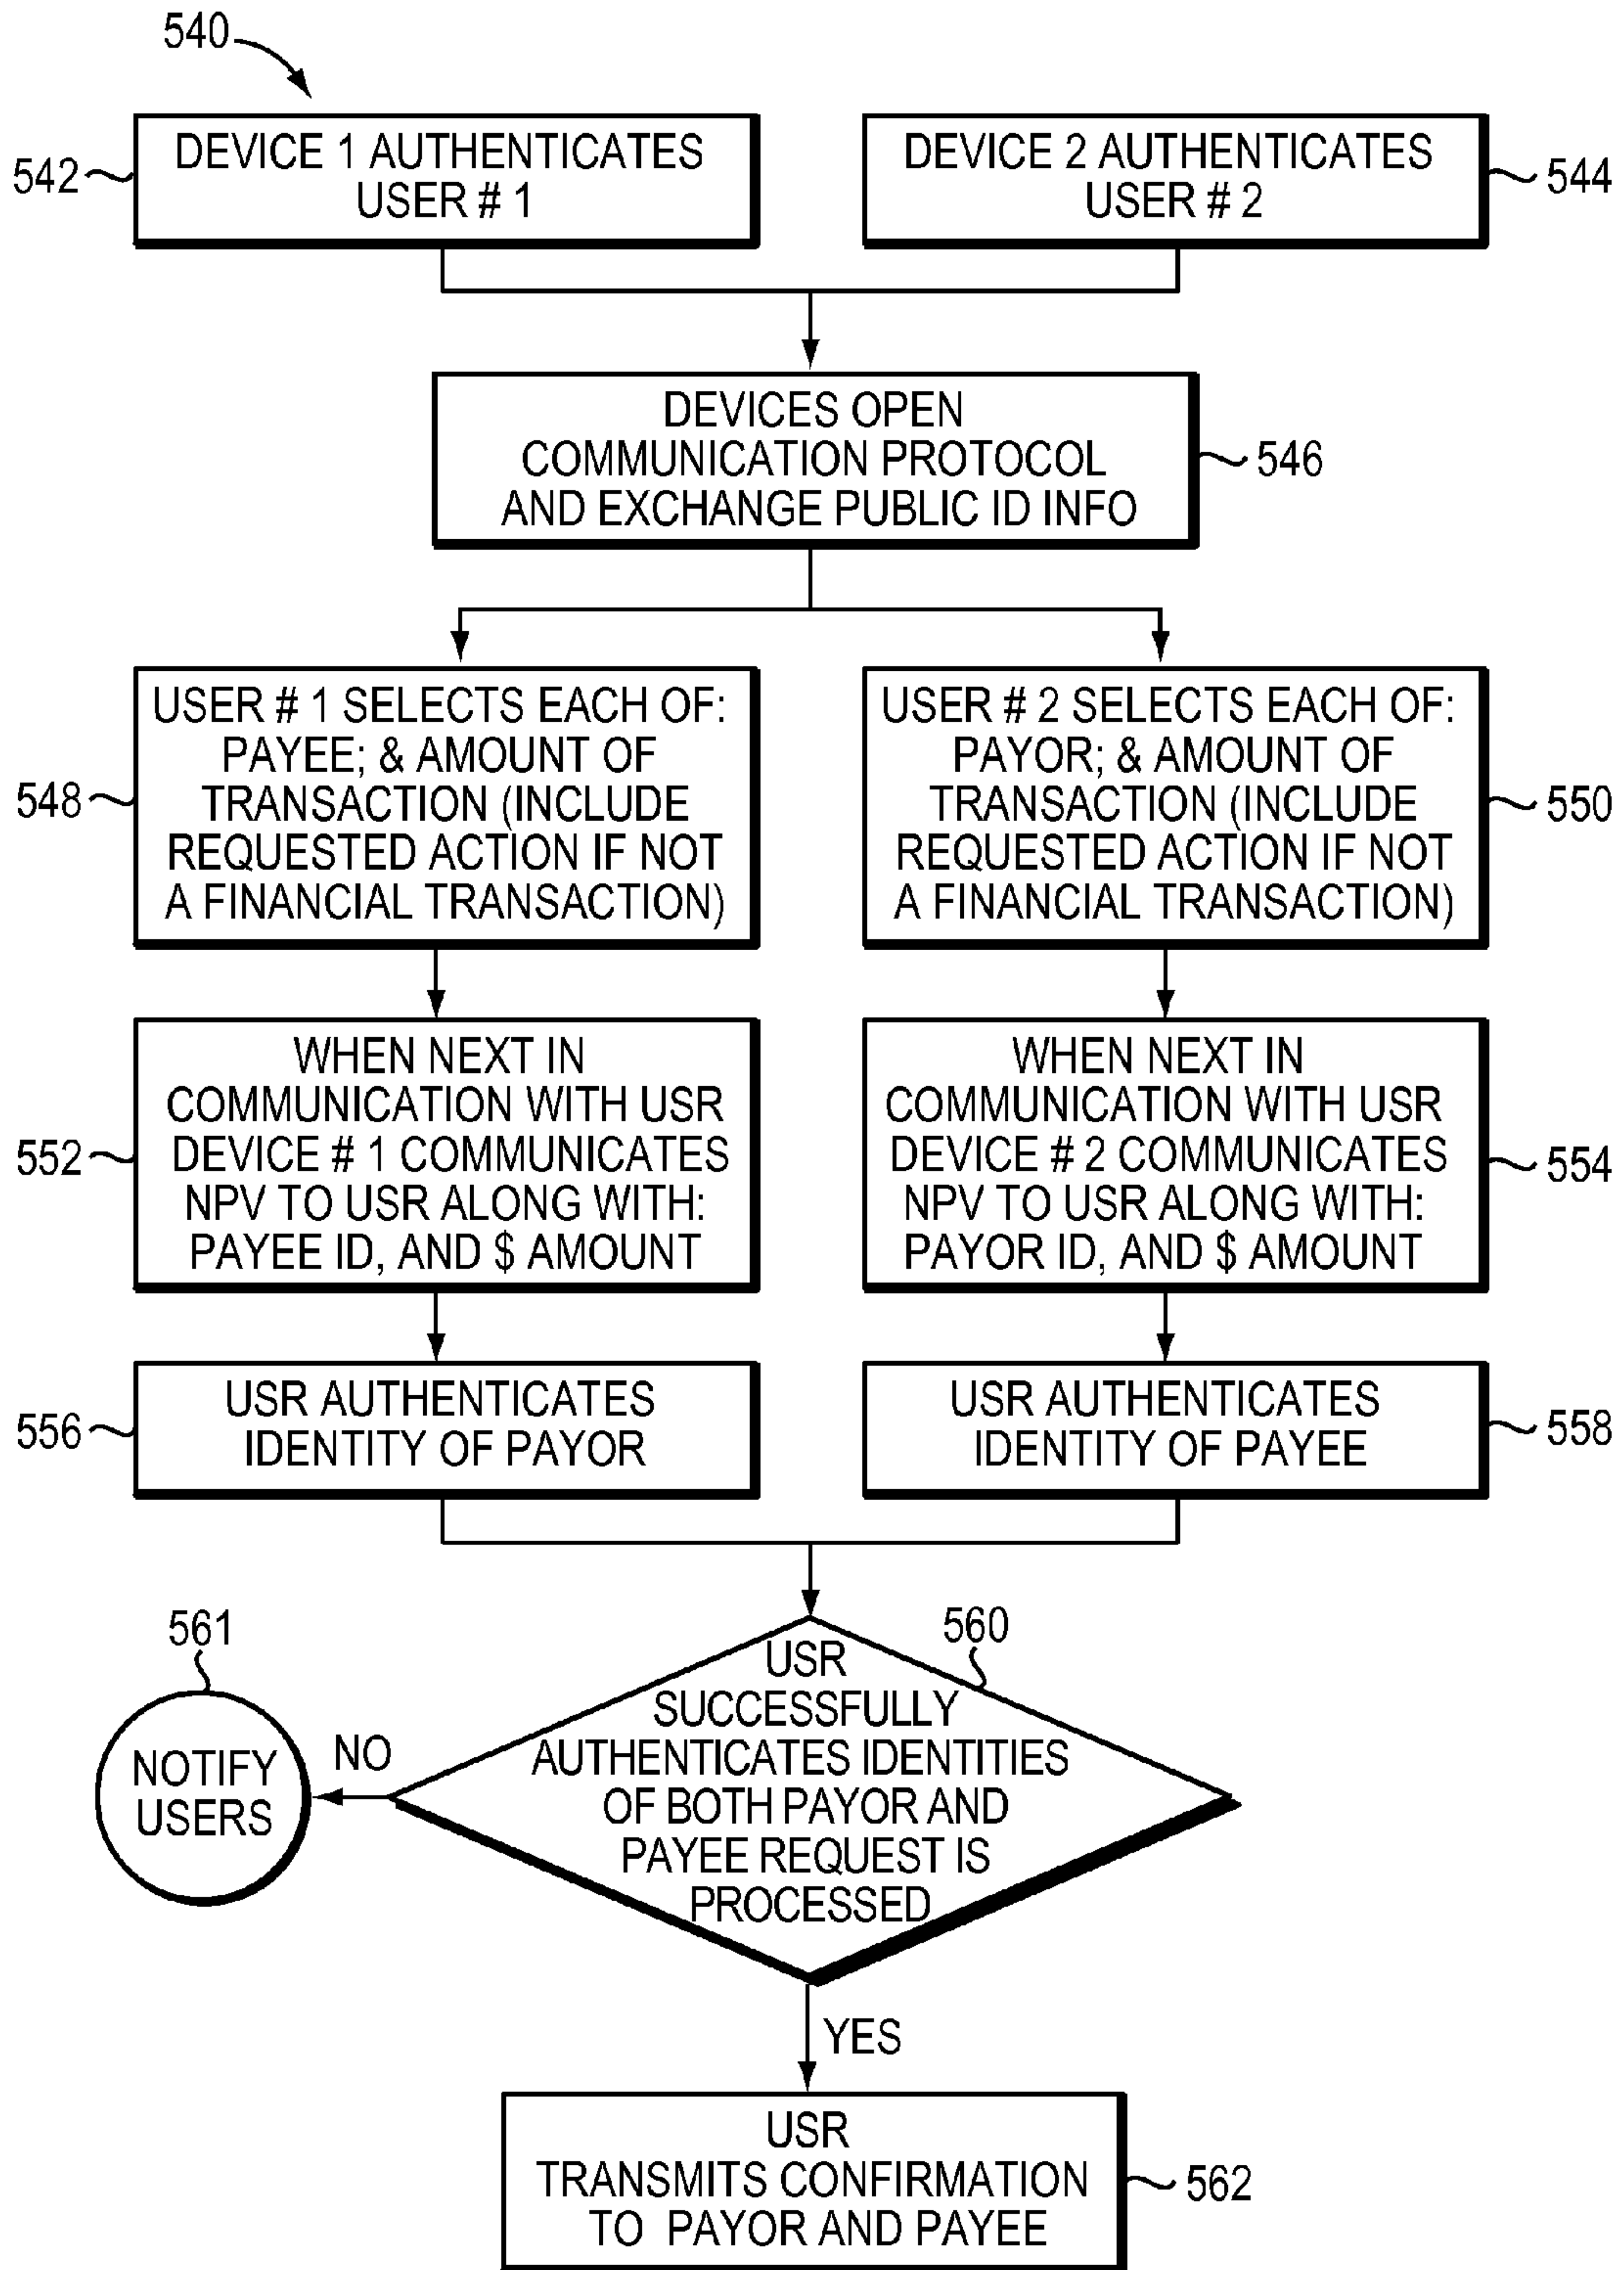 540
542
DEVICE 1 AUTHENTICATES
USER # 1
DEVICE 2 AUTHENTICATES
USER # 2
544
DEVICES OPEN
COMMUNICATION PROTOCOL
AND EXCHANGE PUBLIC ID INFO
546
548
USER # 1 SELECTS EACH OF:
PAYEE; & AMOUNT OF
TRANSACTION (INCLUDE
REQUESTED ACTION IF NOT
A FINANCIAL TRANSACTION)
USER # 2 SELECTS EACH OF:
PAYOR; & AMOUNT OF
TRANSACTION (INCLUDE
REQUESTED ACTION IF NOT
A FINANCIAL TRANSACTION)
550
552
WHEN NEXT IN
COMMUNICATION WITH USR
DEVICE # 1 COMMUNICATES
NPV TO USR ALONG WITH:
PAYEE ID, AND $ AMOUNT
WHEN NEXT IN
COMMUNICATION WITH USR
DEVICE # 2 COMMUNICATES
NPV TO USR ALONG WITH:
PAYOR ID, AND $ AMOUNT
554
556
USR AUTHENTICATES
IDENTITY OF PAYOR
USR AUTHENTICATES
IDENTITY OF PAYEE
558
561
NOTIFY
USERS
NO
560
USR
SUCCESSFULLY
AUTHENTICATES IDENTITIES
OF BOTH PAYOR AND
PAYEE REQUEST IS
PROCESSED
YES
USR
TRANSMITS CONFIRMATION
TO PAYOR AND PAYEE
562